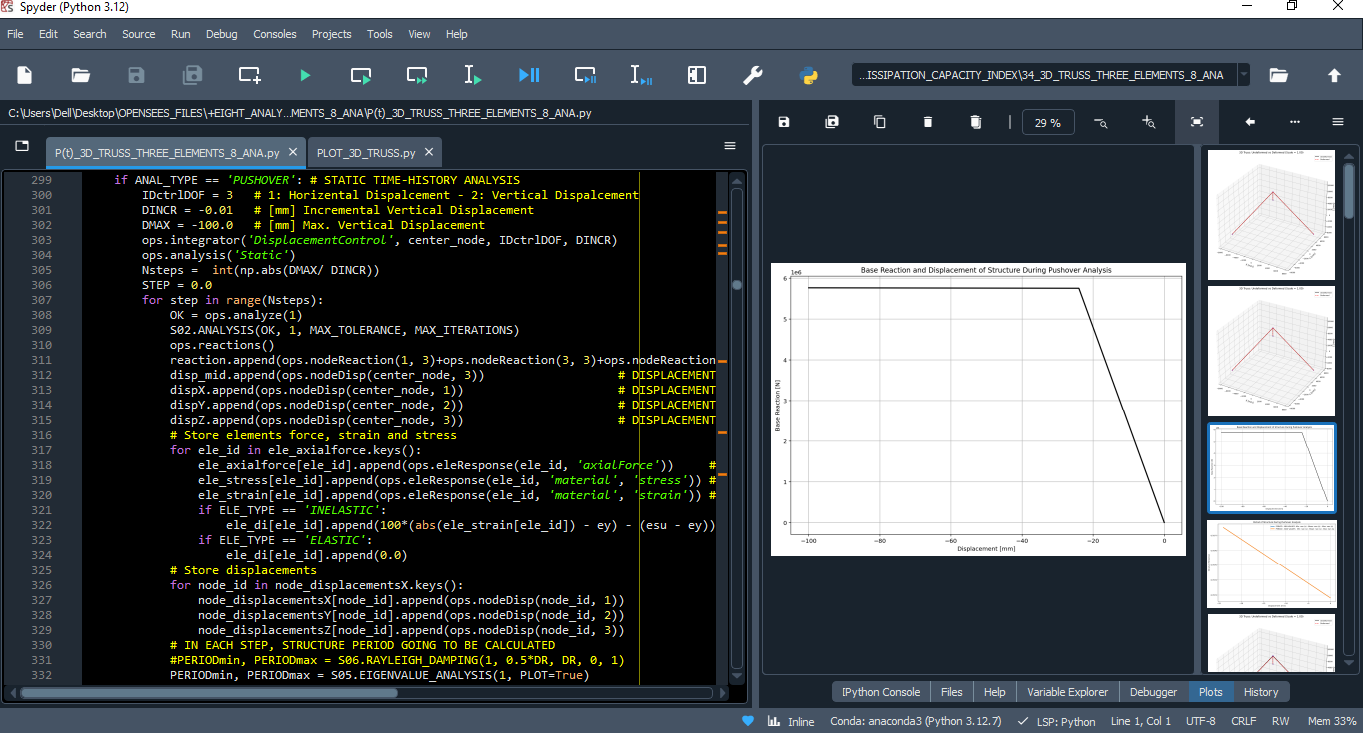 Spyder (Python 3.12)
File Edit Search Source Run Debug Consoles Projects Tools View Help
...ISSIPATION_CAPACITY_INDEX\34_3D_TRUSS_THREE_ELEMENTS_8_ANA
C:\Users\Dell\Desktop\OPENSEES_FILES\+EIGHT_ANALY...MENTS_8_ANA\P(t)_3D_TRUSS_THREE_ELEMENTS_8_ANA.py
29 %
P(t)_3D_TRUSS_THREE_ELEMENTS_8_ANA.py PLOT_3D_TRUSS.py
299 if ANAL_TYPE == 'PUSHOVER': # STATIC TIME-HISTORY ANALYSIS
300 IDctrlDOF = 3 # 1: Horizental Dispalcement - 2: Vertical Dispalcement
301 DINCR = -0.01 # [mm] Incremental Vertical Displacement
302 DMAX = -100.0 # [mm] Max. Vertical Displacement
303 ops.integrator('DisplacementControl', center_node, IDctrlDOF, DINCR)
304 ops.analysis('Static')
305 Nsteps =  int(np.abs(DMAX/ DINCR))
306 STEP = 0.0
307 for step in range(Nsteps):
308 OK = ops.analyze(1)
309 S02.ANALYSIS(OK, 1, MAX_TOLERANCE, MAX_ITERATIONS)
310 ops.reactions()
311 reaction.append(ops.nodeReaction(1, 3)+ops.nodeReaction(3, 3)+ops.nodeReaction
312 disp_mid.append(ops.nodeDisp(center_node, 3)) # DISPLACEMENT
313 dispX.append(ops.nodeDisp(center_node, 1)) # DISPLACEMENT
314 dispY.append(ops.nodeDisp(center_node, 2)) # DISPLACEMENT
315 dispZ.append(ops.nodeDisp(center_node, 3)) # DISPLACEMENT
316 # Store elements force, strain and stress
317 for ele_id in ele_axialforce.keys():
318 ele_axialforce[ele_id].append(ops.eleResponse(ele_id, 'axialForce')) #
319 ele_stress[ele_id].append(ops.eleResponse(ele_id, 'material', 'stress')) #
320 ele_strain[ele_id].append(ops.eleResponse(ele_id, 'material', 'strain')) #
321 if ELE_TYPE == 'INELASTIC':
322 ele_di[ele_id].append(100*(abs(ele_strain[ele_id]) - ey) - (esu - ey))
323 if ELE_TYPE == 'ELASTIC':
324 ele_di[ele_id].append(0.0)
325 # Store displacements
326 for node_id in node_displacementsX.keys():
327 node_displacementsX[node_id].append(ops.nodeDisp(node_id, 1))
328 node_displacementsY[node_id].append(ops.nodeDisp(node_id, 2))
329 node_displacementsZ[node_id].append(ops.nodeDisp(node_id, 3))
330 # IN EACH STEP, STRUCTURE PERIOD GOING TO BE CALCULATED
331 #PERIODmin, PERIODmax = S06.RAYLEIGH_DAMPING(1, 0.5*DR, DR, 0, 1)
332 PERIODmin, PERIODmax = S05.EIGENVALUE_ANALYSIS(1, PLOT=True)
1e6 Base Reaction and Displacement of Structure During Pushover Analysis
6
5
4
3
2
1
0
Base Reaction [N]
−100 −80 −60 −40 −20 0
Displacement [mm]
IPython Console Files Help Variable Explorer Debugger Plots History
Inline Conda: anaconda3 (Python 3.12.7) LSP: Python Line 1, Col 1 UTF-8 CRLF RW Mem 33%